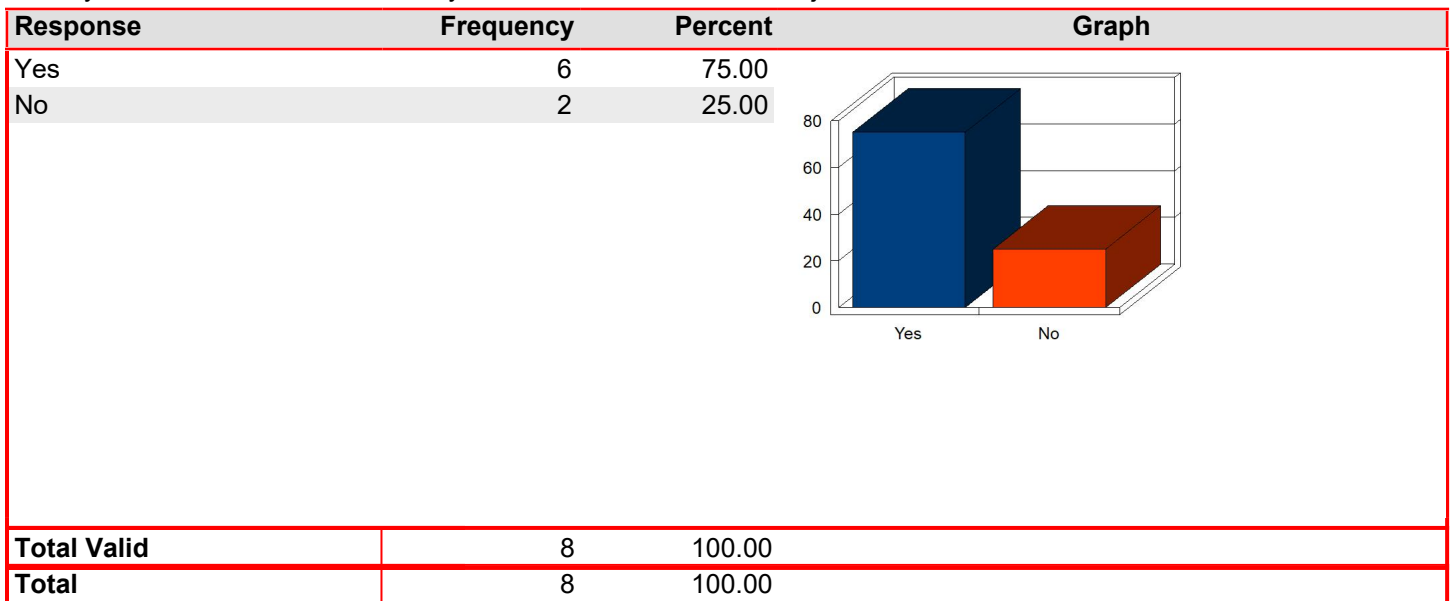 Response Frequency Percent Graph
Yes 6 75.00
No 2 25.00
80
60
40
20
0
Yes No
Total Valid 8 100.00
Total 8 100.00